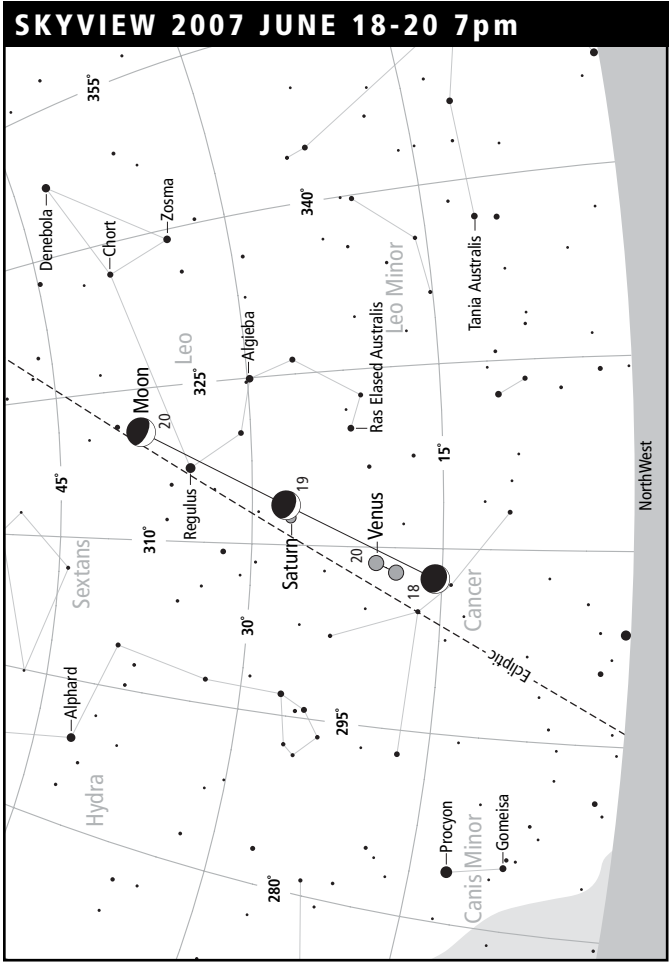 SKYVIEW 2007 JUNE 18-20 7pm
355°
Denebola
Chort
Zosma
340°
Leo Minor
Tania Australis
Leo
Algieba
325°
Ras Elased Australis
Moon
20
45°
Regulus
15°
NorthWest
19
Saturn
Venus
20
18
310°
Sextans
Cancer
30°
Ecliptic
Alphard
295°
Hydra
Procyon
Canis Minor
Gomeisa
280°